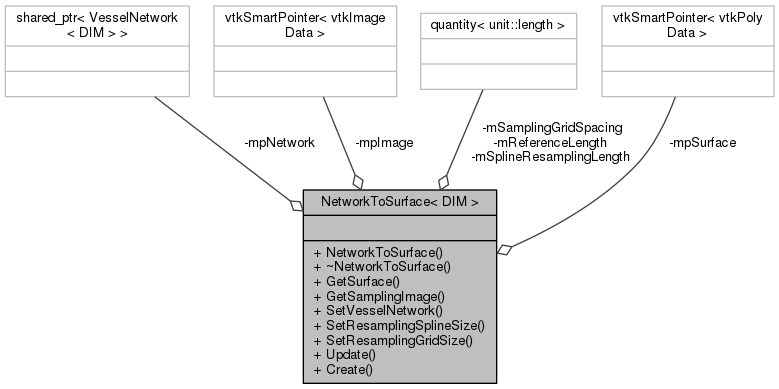 shared_ptr< VesselNetwork
< DIM > >
vtkSmartPointer< vtkImage
Data >
quantity< unit::length >
vtkSmartPointer< vtkPoly
Data >
-mpNetwork
-mpImage
-mSamplingGridSpacing
-mReferenceLength
-mSplineResamplingLength
-mpSurface
NetworkToSurface< DIM >
+ NetworkToSurface()
+ ~NetworkToSurface()
+ GetSurface()
+ GetSamplingImage()
+ SetVesselNetwork()
+ SetResamplingSplineSize()
+ SetResamplingGridSize()
+ Update()
+ Create()